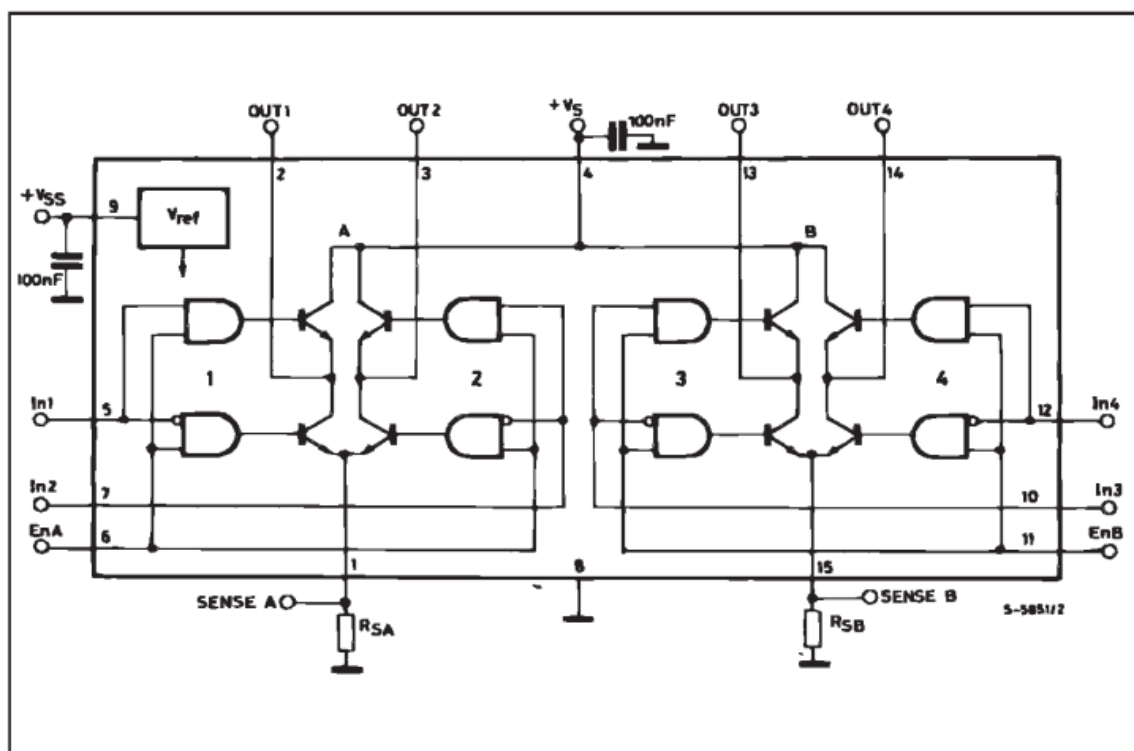 OUT1
OUT2
+VS
100nF
OUT3
OUT4
2
3
4
13
14
+VSS
9
Vref
A
B
100nF
1
2
3
4
In1
5
12
In4
In2
7
10
In3
EnA
6
11
EnB
1
8
15
SENSE A
SENSE B
S-5851/2
RSA
RSB